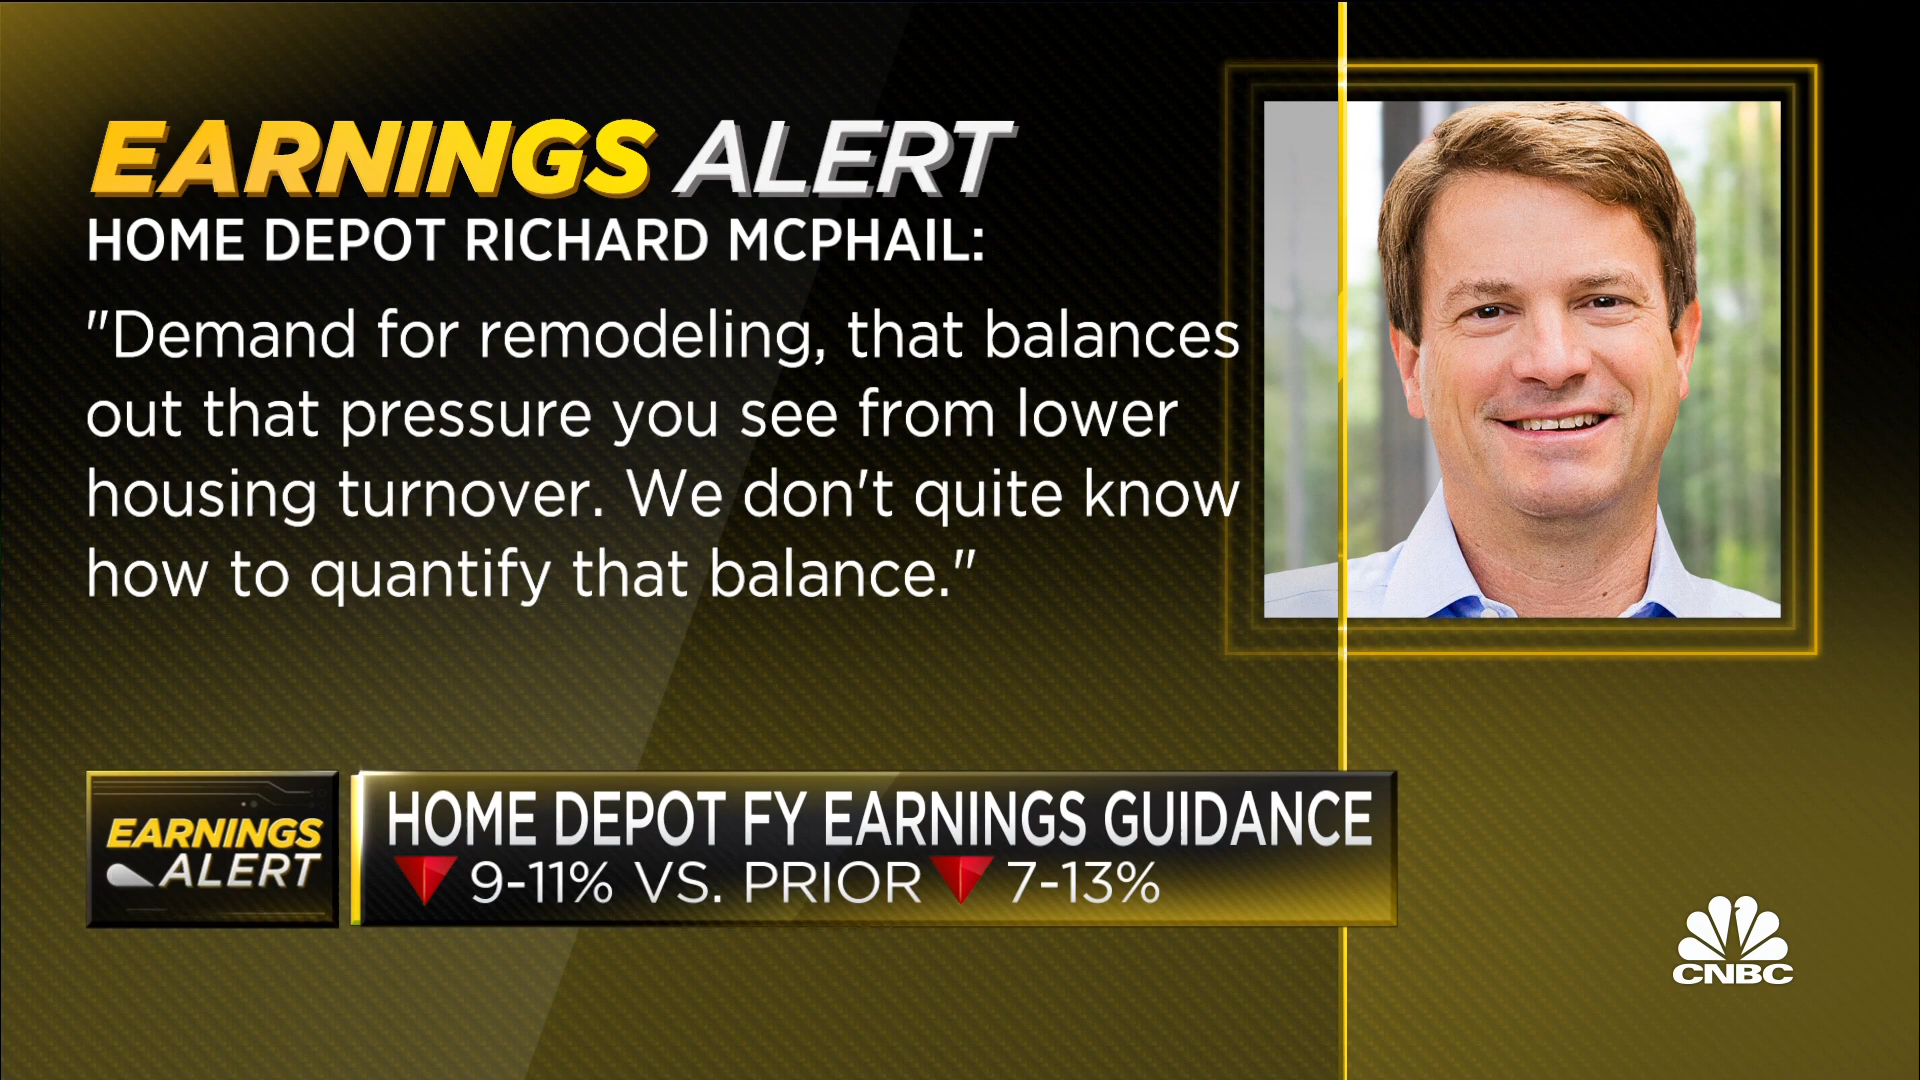 EARNINGS ALERT
HOME DEPOT RICHARD MCPHAIL:
"Demand for remodeling, that balances
out that pressure you see from lower
housing turnover. We don't quite know
how to quantify that balance."
EARNINGS
ALERT
HOME DEPOT FY EARNINGS GUIDANCE
▼ 9-11% VS. PRIOR ▼ 7-13%
CNBC